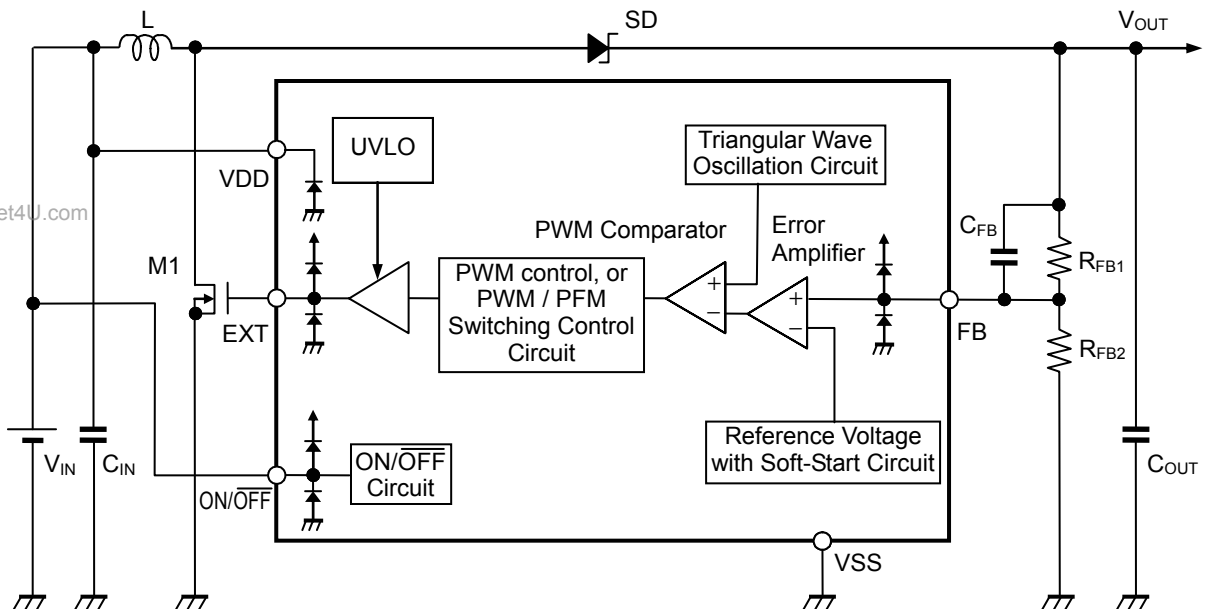 L
SD
VOUT
UVLO
Triangular Wave
Oscillation Circuit
VDD
et4U.com
PWM Comparator
Error
Amplifier
CFB
RFB1
M1
+
−
+
−
PWM control, or
PWM / PFM
Switching Control
Circuit
EXT
FB
RFB2
VIN
CIN
ON/OFF
ON/OFF
Circuit
Reference Voltage
with Soft-Start Circuit
COUT
VSS